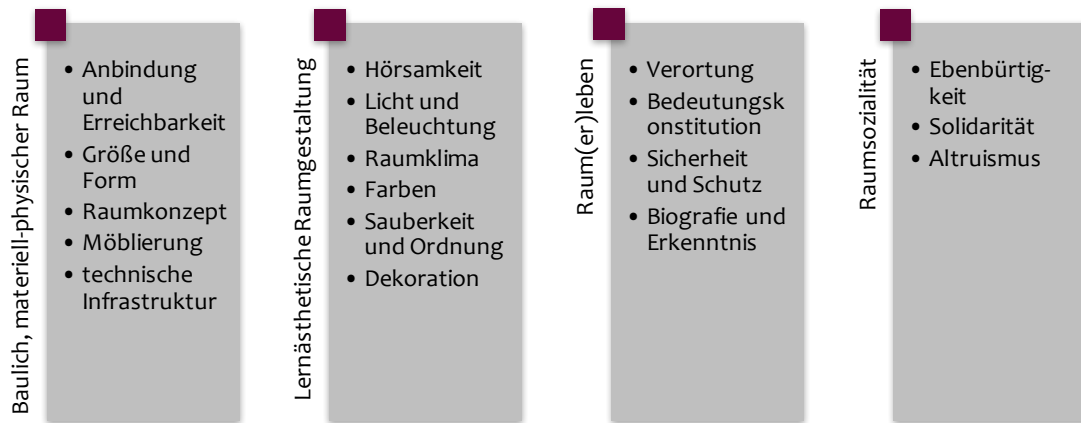 Baulich, materiell-physischer Raum
• Anbindung
und
Erreichbarkeit
• Größe und
Form
• Raumkonzept
• Möblierung
• technische
Infrastruktur
Lernästhetische Raumgestaltung
• Hörsamkeit
• Licht und
Beleuchtung
• Raumklima
• Farben
• Sauberkeit
und Ordnung
• Dekoration
Raum(er)leben
• Verortung
• Bedeutungsk
onstitution
• Sicherheit
und Schutz
• Biografie und
Erkenntnis
Raumsozialität
• Ebenbürtig-
keit
• Solidarität
• Altruismus